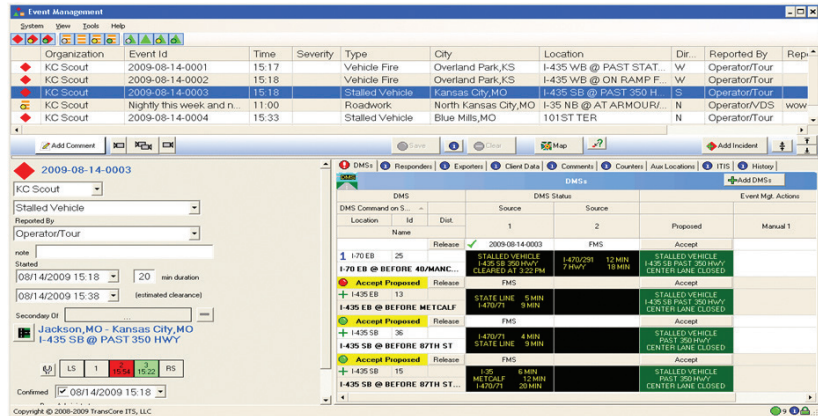 Event Management
System View Tools Help
Organization Event Id Time Severity Type City Location Dir... Reported By Rep
KC Scout 2009-08-14-0001 15:17 Vehicle Fire Overland Park,KS I-435 WB @ PAST STAT... W Operator/Tour
KC Scout 2009-08-14-0002 15:18 Vehicle Fire Overland Park,KS I-435 WB @ ON RAMP F... W Operator/Tour
KC Scout 2009-08-14-0003 15:18 Stalled Vehicle Kansas City,MO I-435 SB @ PAST 350 H... S Operator/Tour
KC Scout Nightly this week and n... 11:00 Roadwork North Kansas City,MO I-35 NB @ AT ARMOUR/... N Operator/VDS wow
KC Scout 2009-08-14-0004 15:33 Stalled Vehicle Blue Mills,MO 101ST TER N Operator/Tour
Add Comment Save Clear Map Add Incident
2009-08-14-0003
KC Scout
Stalled Vehicle
Reported By
Operator/Tour
note
Started
08/14/2009 15:18 20 min duration
08/14/2009 15:38 (estimated clearance)
Secondary Of ...
Jackson,MO - Kansas City,MO
I-435 SB @ PAST 350 HWY
LS 1 2 15:54 3 15:22 RS
Confirmed 08/14/2009 15:18
DMSs Responders Exporters Client Data Comments Counters Aux Locations ITIS History
DMS DMSs Add DMSs
DMS DMS Status Event Mgt. Actions
DMS Command on S... Source Source
Location Id Dist. 1 2 Proposed Manual 1
Name
Release 2009-08-14-0003 FMS Accept
1 I-70 EB 25
I-70 EB @ BEFORE 40/MANC...
STALLED VEHICLE
I-435 SB 350 HWY
CLEARED AT 3:22 PM
I-470/291 12 MIN
7 HWY 18 MIN
STALLED VEHICLE
I-435 SB PAST 350 HWY
CENTER LANE CLOSED
Accept Proposed Release FMS Accept
I-435 EB 13
I-435 EB @ BEFORE METCALF
STATE LINE 5 MIN
I-470/71 9 MIN
STALLED VEHICLE
I-435 SB PAST 350 HWY
CENTER LANE CLOSED
Accept Proposed Release FMS Accept
I-435 SB 36
I-435 SB @ BEFORE 87TH ST
I-470/71 4 MIN
STATE LINE 9 MIN
STALLED VEHICLE
PAST 350 HWY
CENTER LANE CLOSED
Accept Proposed Release FMS Accept
I-435 SB 15
I-435 SB @ BEFORE 87TH ST...
I-35 6 MIN
METCALF 12 MIN
I-470/71 20 MIN
STALLED VEHICLE
PAST 350 HWY
CENTER LANE CLOSED
Copyright © 2008-2009 TransCore ITS, LLC 9 0